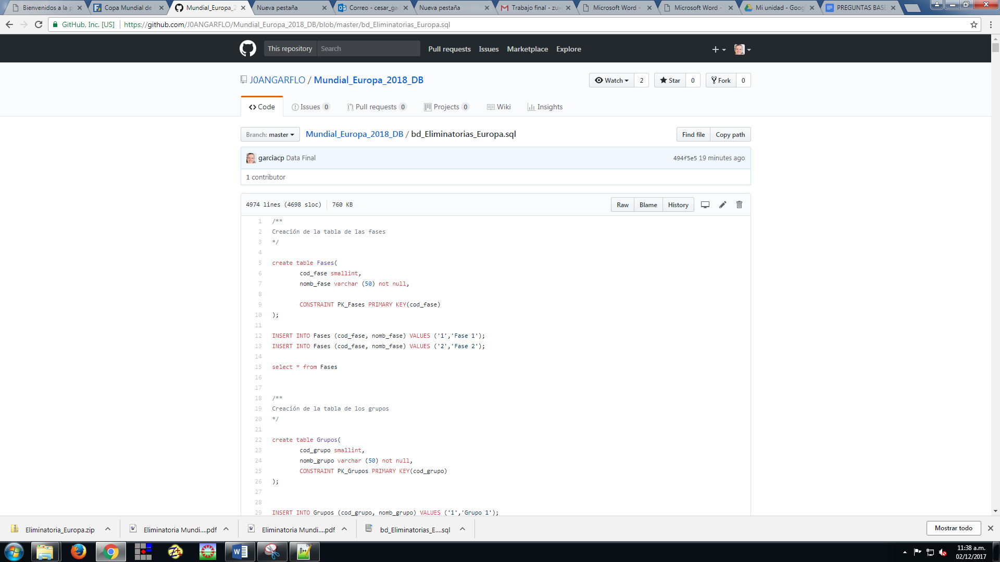 Bienvenidos a la p
Copa Mundial de
Mundial_Europa_2
Nueva pestaña
Correo - cesar_ga
Nueva pestaña
Trabajo final - zu
Microsoft Word -
Microsoft Word -
Mi unidad - Goog
PREGUNTAS BASE
GitHub, Inc. [US]
https://github.com/J0ANGARFLO/Mundial_Europa_2018_DB/blob/master/bd_Eliminatorias_Europa.sql
This repository
Search
Pull requests
Issues
Marketplace
Explore
J0ANGARFLO / Mundial_Europa_2018_DB
Watch
2
Star
0
Fork
0
Code
Issues 0
Pull requests 0
Projects 0
Wiki
Insights
Branch: master
Mundial_Europa_2018_DB / bd_Eliminatorias_Europa.sql
Find file
Copy path
garciacp Data Final
494f5e5 19 minutes ago
1 contributor
4974 lines (4698 sloc)
760 KB
Raw
Blame
History
1 /**
2 Creación de la tabla de las fases
3 */
4
5 create table Fases(
6 cod_fase smallint,
7 nomb_fase varchar (50) not null,
8
9 CONSTRAINT PK_Fases PRIMARY KEY(cod_fase)
10 );
11
12 INSERT INTO Fases (cod_fase, nomb_fase) VALUES ('1','Fase 1');
13 INSERT INTO Fases (cod_fase, nomb_fase) VALUES ('2','Fase 2');
14
15 select * from Fases
16
17
18 /**
19 Creación de la tabla de los grupos
20 */
21
22 create table Grupos(
23 cod_grupo smallint,
24 nomb_grupo varchar (50) not null,
25 CONSTRAINT PK_Grupos PRIMARY KEY(cod_grupo)
26 );
27
28
29 INSERT INTO Grupos (cod_grupo, nomb_grupo) VALUES ('1','Grupo 1');
Eliminatoria_Europa.zip
Eliminatoria Mundi....pdf
Eliminatoria Mundi....pdf
bd_Eliminatorias_E....sql
Mostrar todo
11:38 a.m.
02/12/2017